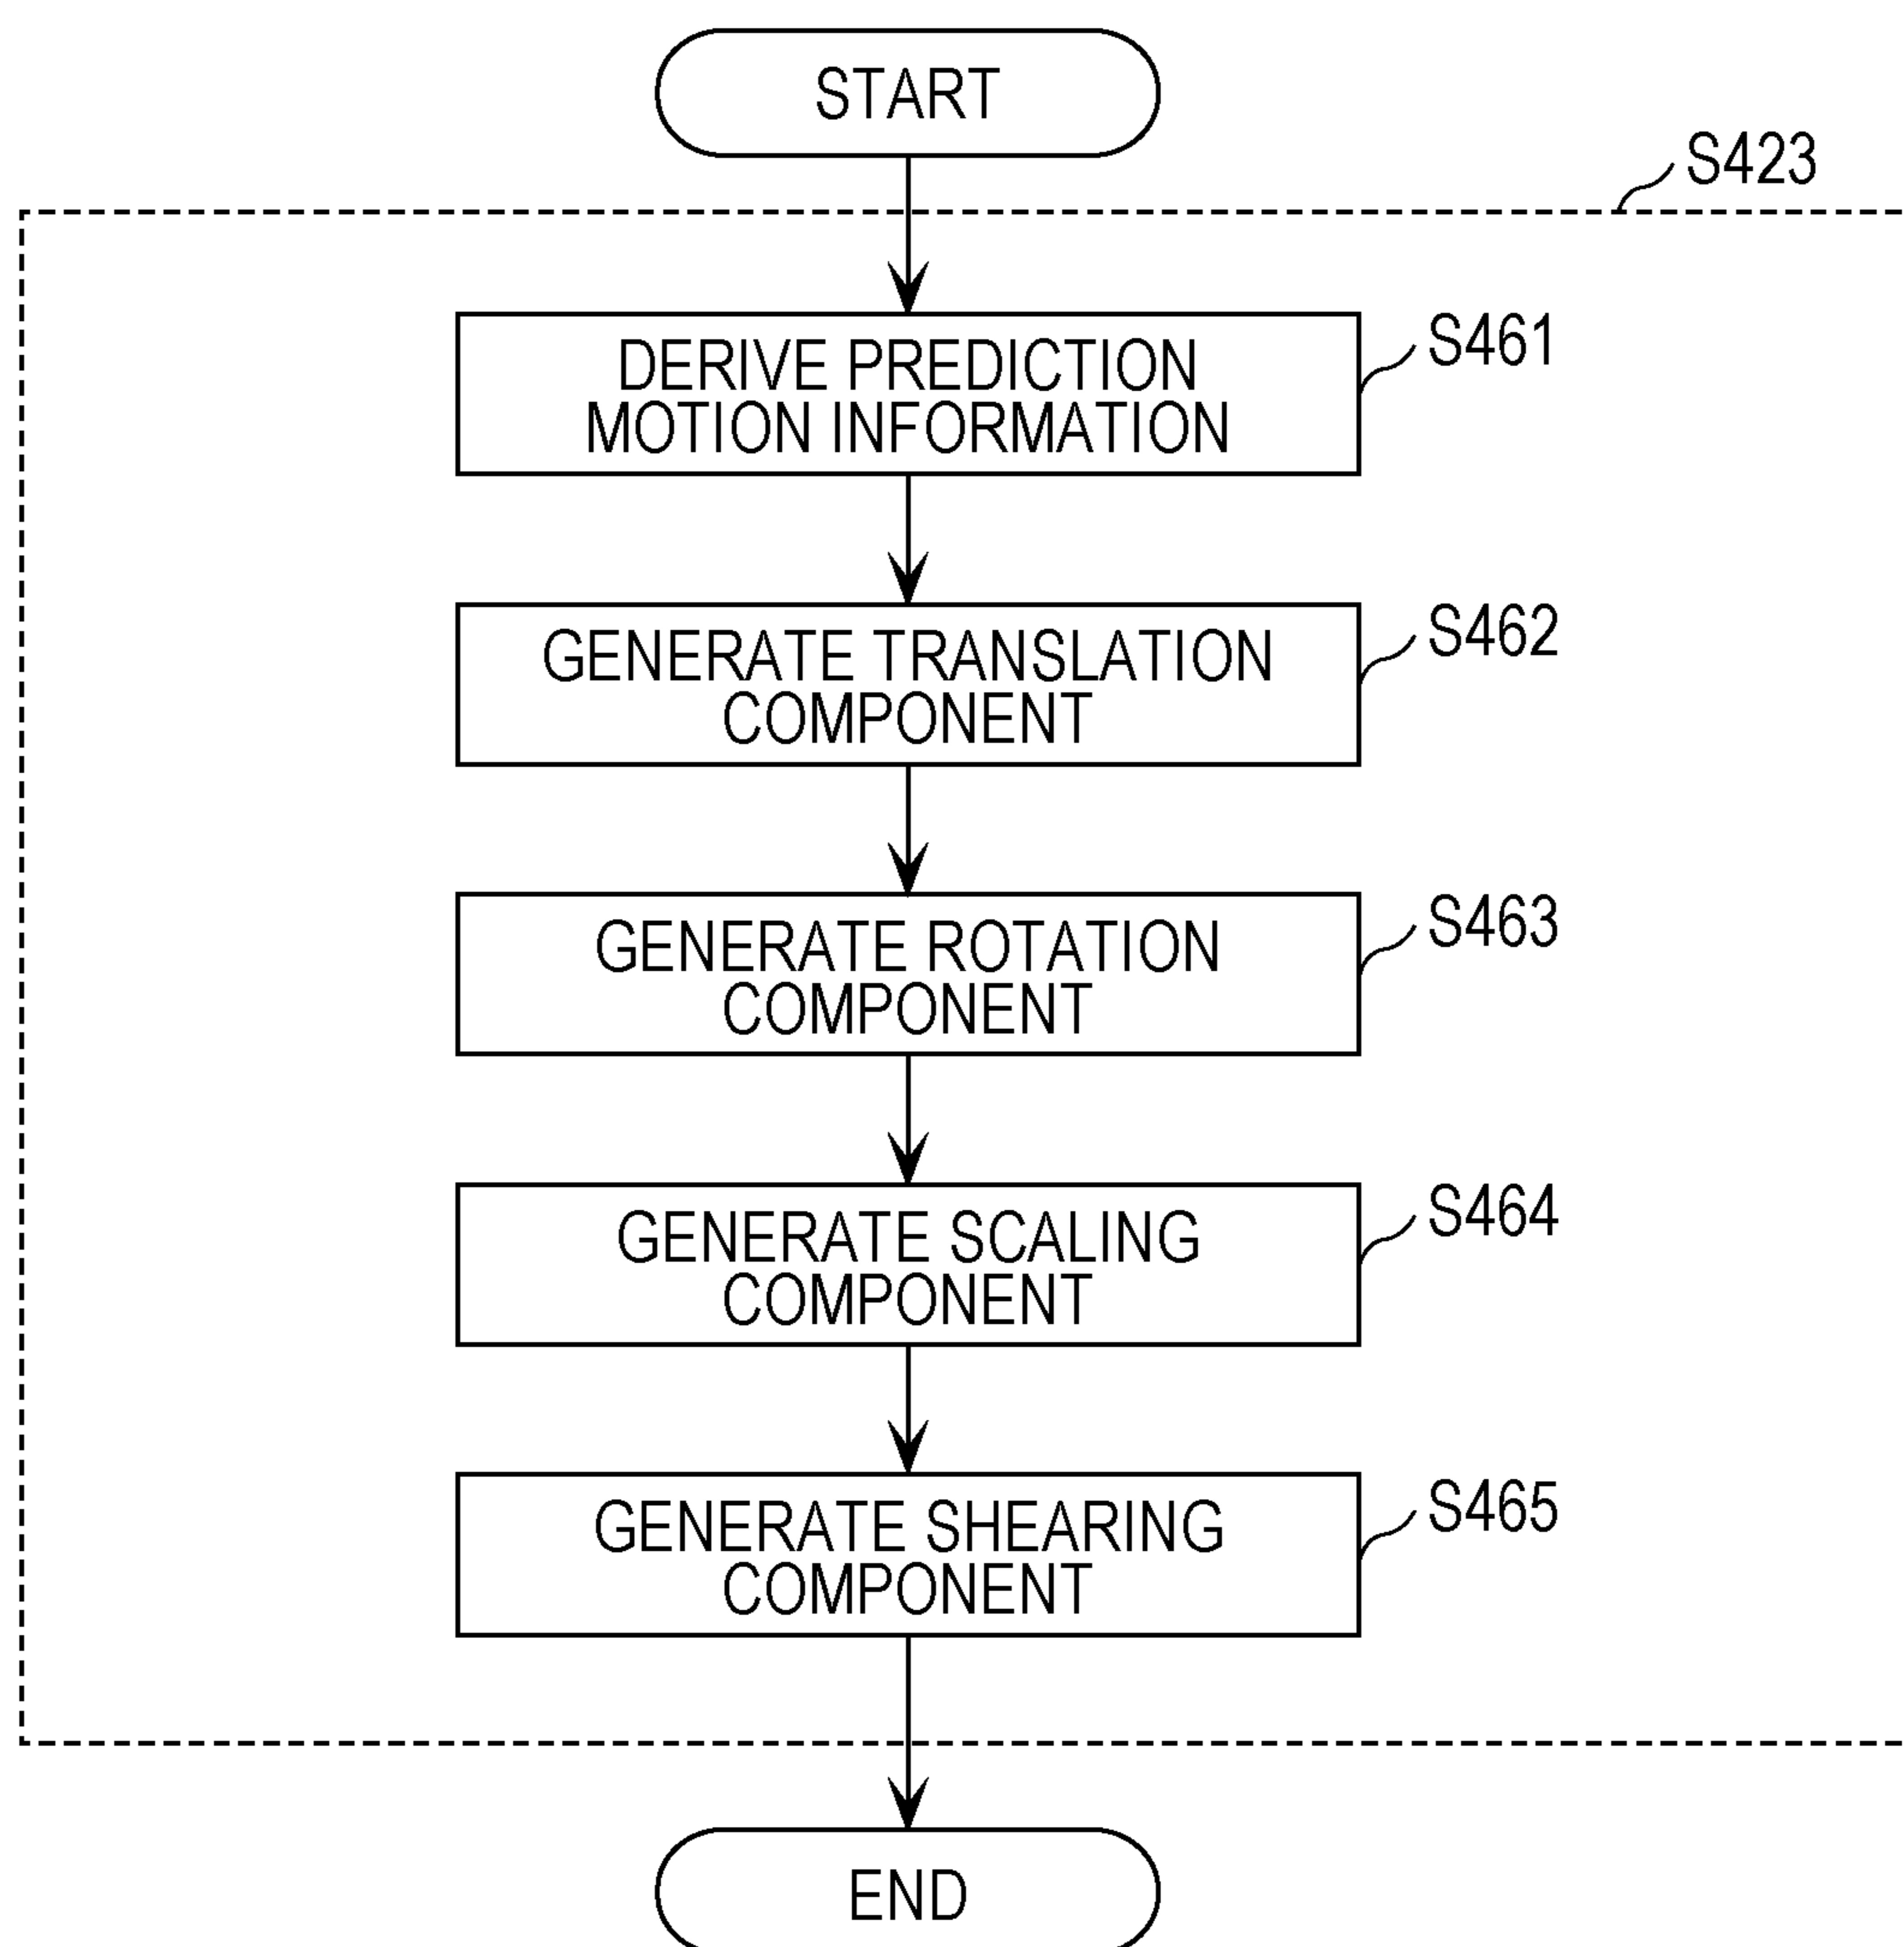 START
S423
DERIVE PREDICTION
MOTION INFORMATION
S461
GENERATE TRANSLATION
COMPONENT
S462
GENERATE ROTATION
COMPONENT
S463
GENERATE SCALING
COMPONENT
S464
GENERATE SHEARING
COMPONENT
S465
END